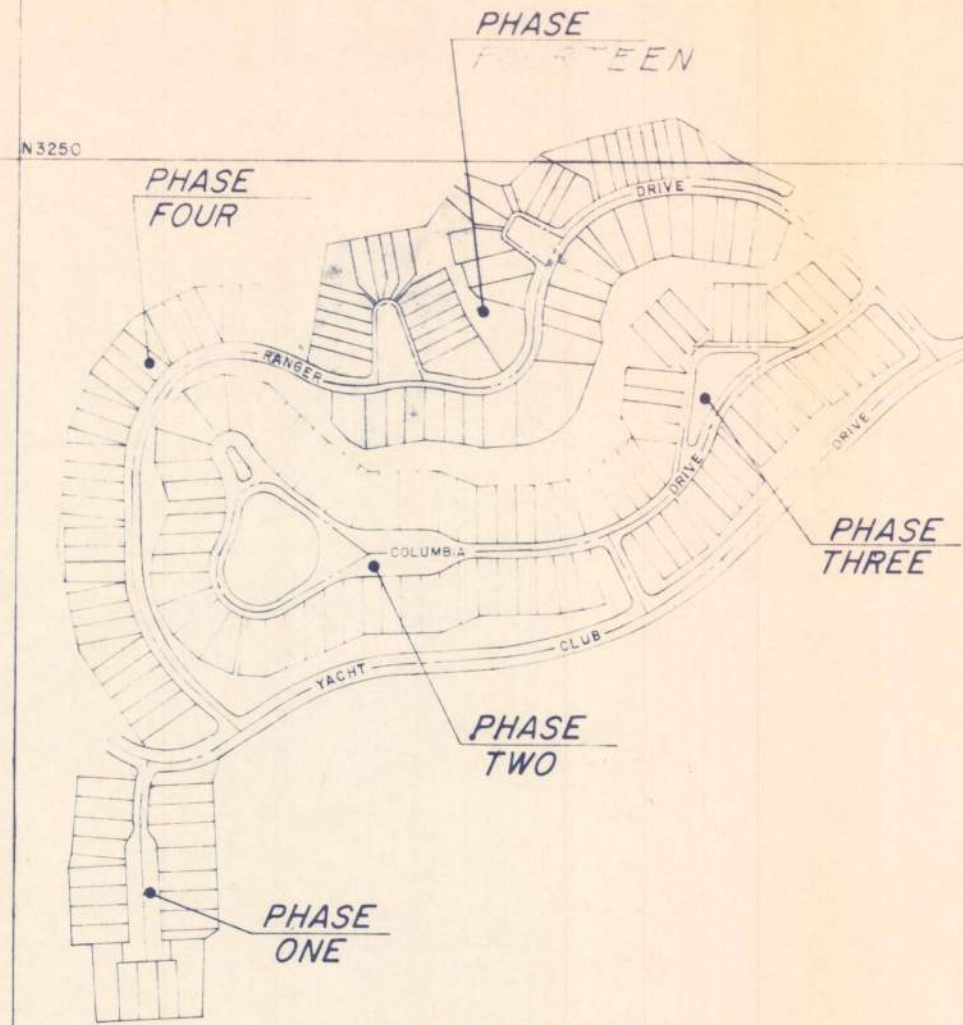 PHASE
FOURTEEN
N3250
PHASE
FOUR
DRIVE
RANGER
DRIVE
DRIVE
PHASE
THREE
COLUMBIA
YACHT
CLUB
PHASE
TWO
PHASE
ONE